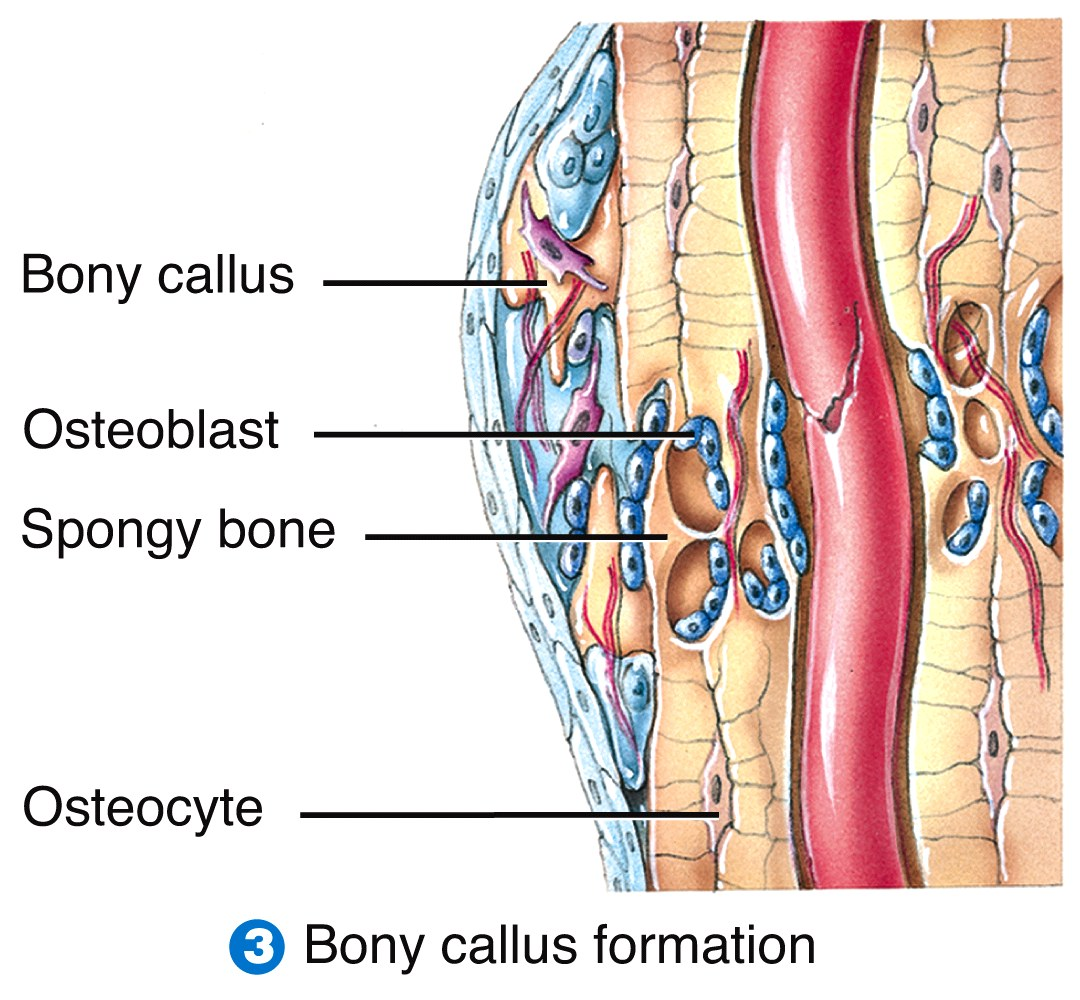 Bony callus
Osteoblast
Spongy bone
Osteocyte
3 Bony callus formation